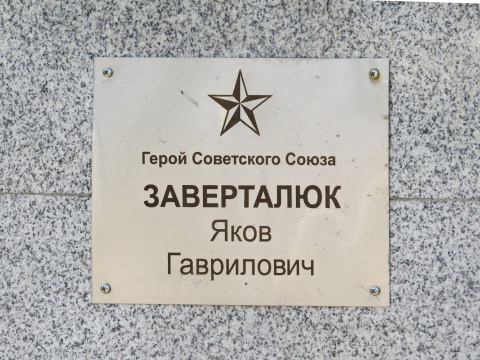 Герой Советского Союза
ЗАВЕРТАЛЮК
Яков
Гаврилович